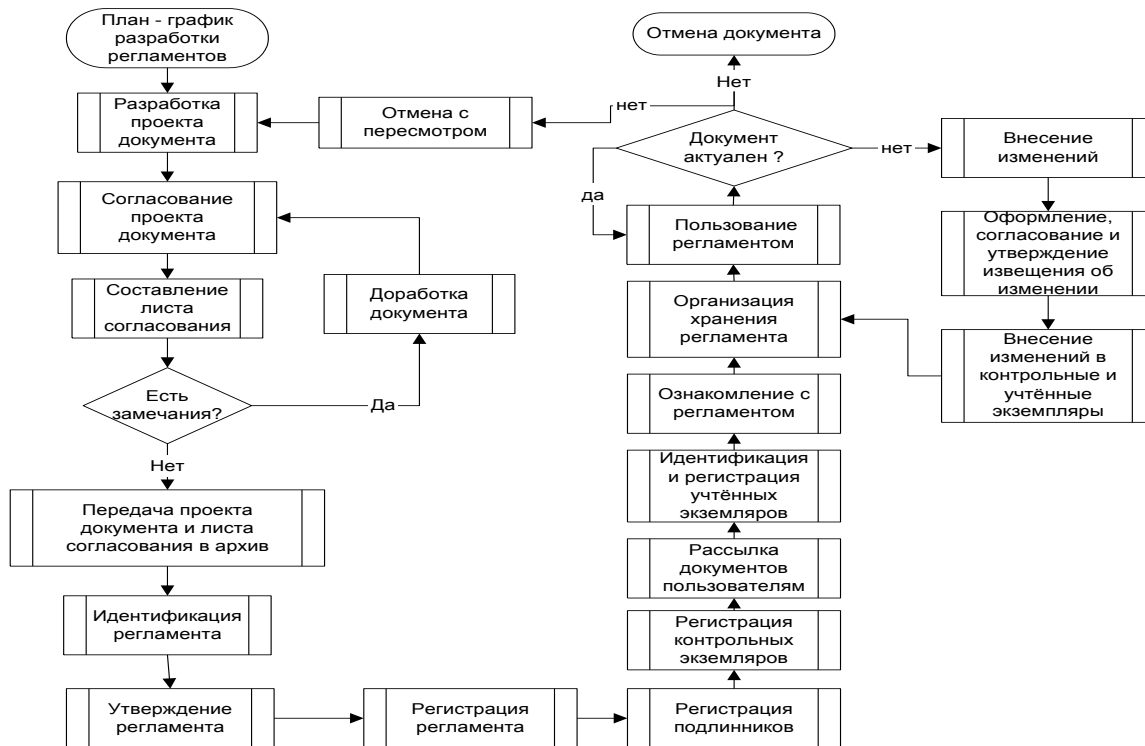 План - график
разработки
регламентов
Разработка
проекта
документа
Согласование
проекта
документа
Составление
листа
согласования
Есть
замечания?
Да
Доработка
документа
Нет
Передача проекта
документа и листа
согласования в архив
Идентификация
регламента
Утверждение
регламента
Регистрация
регламента
Регистрация
подлинников
Регистрация
контрольных
экземляров
Рассылка
документов
пользователям
Идентификация
и регистрация
учтённых
экземляров
Ознакомление с
регламентом
Организация
хранения
регламента
Пользование
регламентом
да
Документ
актуален ?
Нет
Отмена документа
нет
Отмена с
пересмотром
нет
Внесение
изменений
Оформление,
согласование и
утверждение
извещения об
изменении
Внесение
изменений в
контрольные и
учтённые
экземпляры